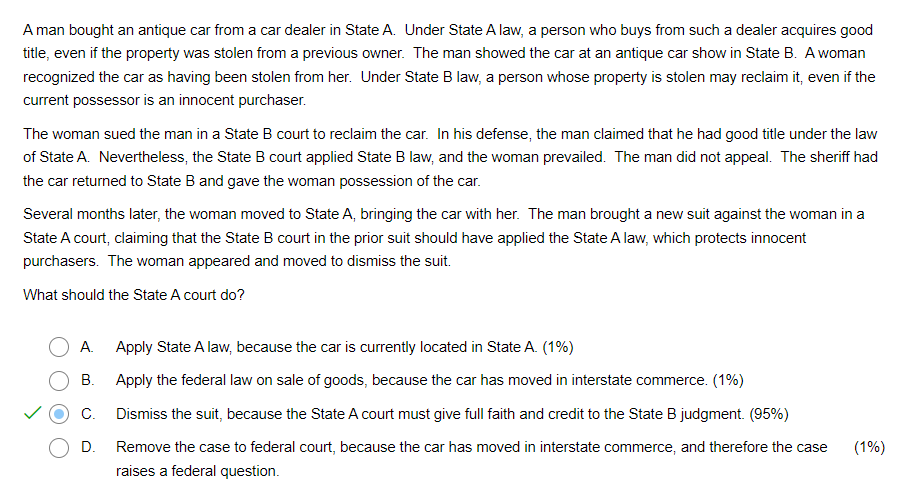 A man bought an antique car from a car dealer in State A.  Under State A law, a person who buys from such a dealer acquires good
title, even if the property was stolen from a previous owner.  The man showed the car at an antique car show in State B.  A woman
recognized the car as having been stolen from her.  Under State B law, a person whose property is stolen may reclaim it, even if the
current possessor is an innocent purchaser.
The woman sued the man in a State B court to reclaim the car.  In his defense, the man claimed that he had good title under the law
of State A.  Nevertheless, the State B court applied State B law, and the woman prevailed.  The man did not appeal.  The sheriff had
the car returned to State B and gave the woman possession of the car.
Several months later, the woman moved to State A, bringing the car with her.  The man brought a new suit against the woman in a
State A court, claiming that the State B court in the prior suit should have applied the State A law, which protects innocent
purchasers.  The woman appeared and moved to dismiss the suit.
What should the State A court do?
A. Apply State A law, because the car is currently located in State A. (1%)
B. Apply the federal law on sale of goods, because the car has moved in interstate commerce. (1%)
C. Dismiss the suit, because the State A court must give full faith and credit to the State B judgment. (95%)
D. Remove the case to federal court, because the car has moved in interstate commerce, and therefore the case (1%)
raises a federal question.